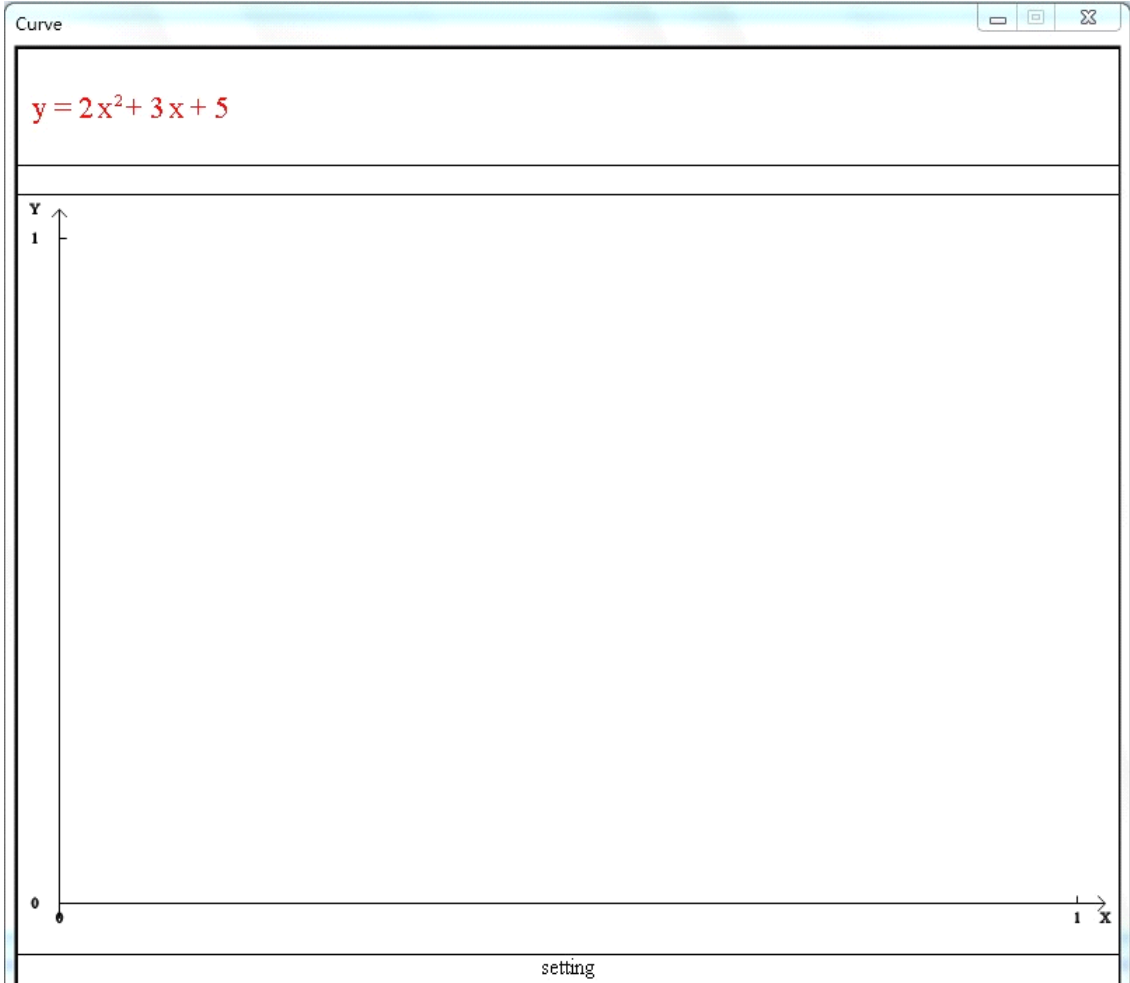 Curve
y = 2x² + 3x + 5
Y
1
0
0
1 X
setting